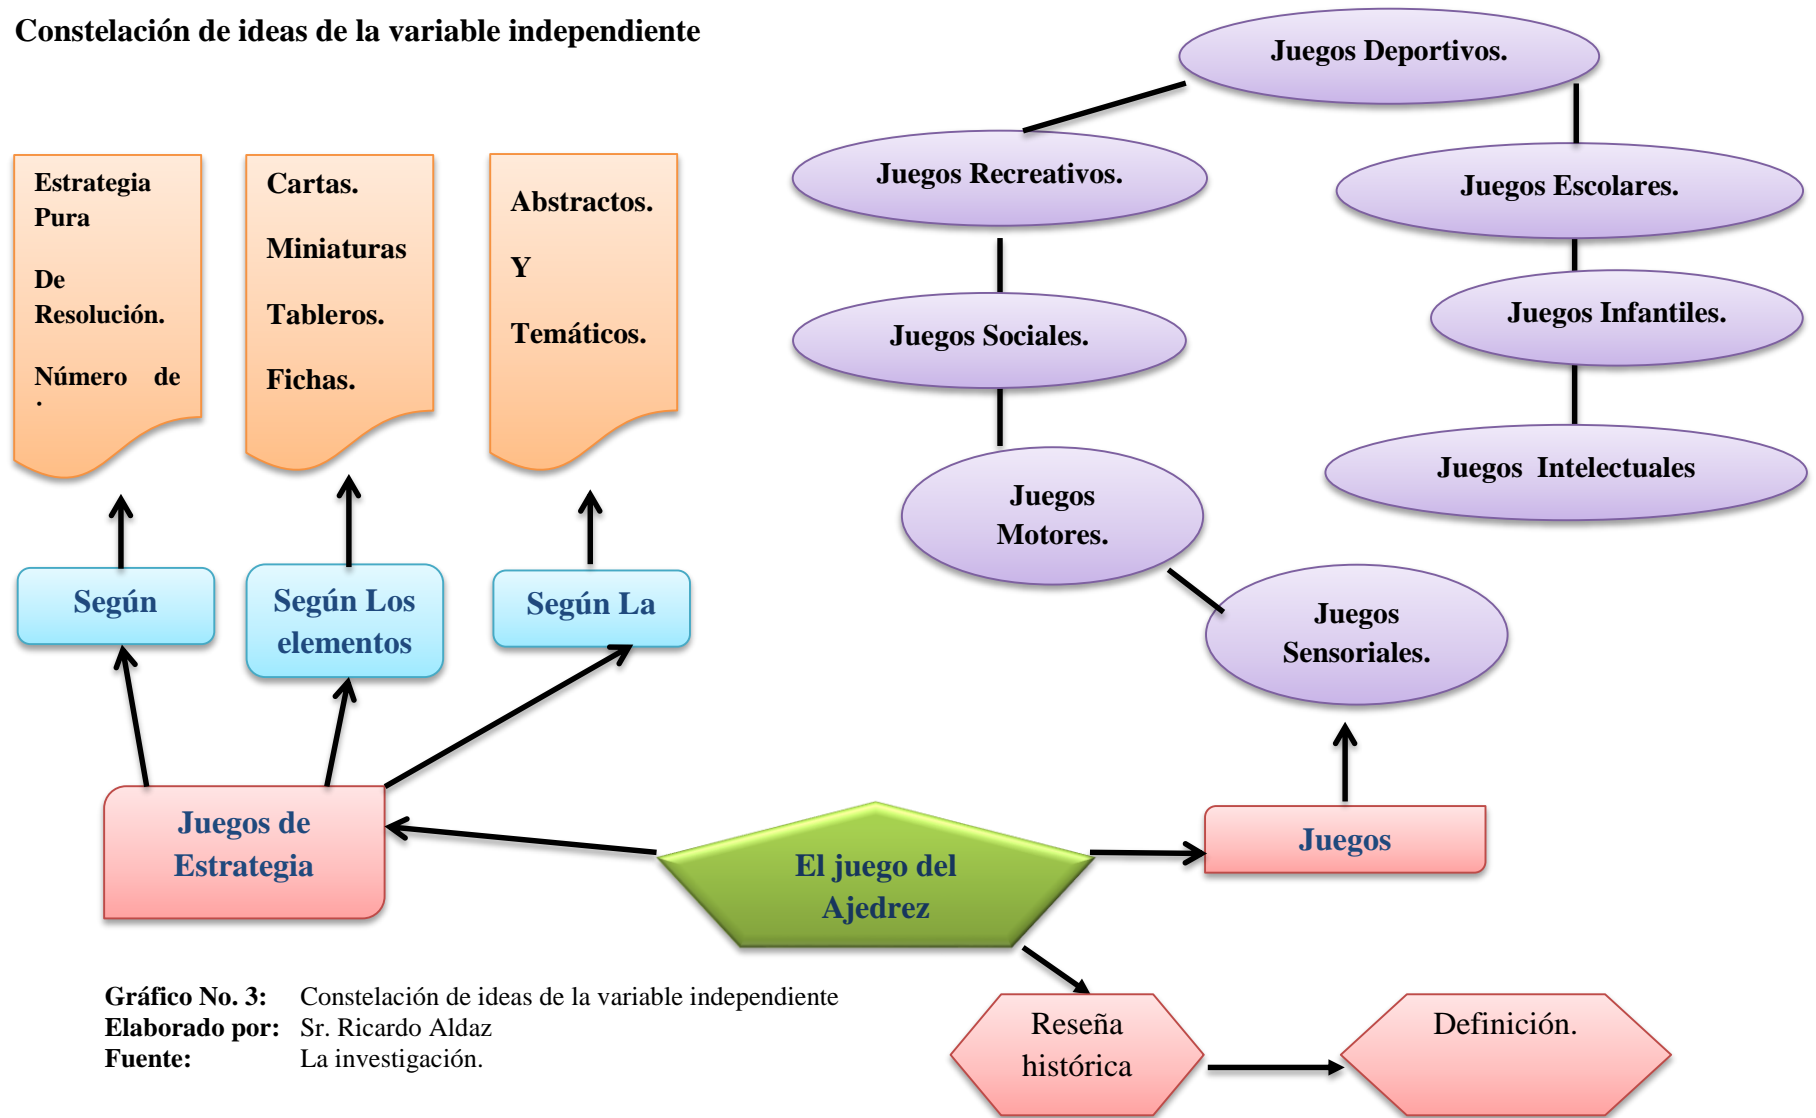 Constelación de ideas de la variable independiente
Juegos Deportivos.
Juegos Recreativos.
Juegos Escolares.
Juegos Sociales.
Juegos Infantiles.
Juegos
Motores.
Juegos Intelectuales
Juegos
Sensoriales.
Estrategia
Pura
De
Resolución.
Número de
Cartas.
Miniaturas
Tableros.
Fichas.
Abstractos.
Y
Temáticos.
Según
Según Los
elementos
Según La
Juegos de
Estrategia
El juego del
Ajedrez
Juegos
Reseña
histórica
Definición.
Gráfico No. 3: Constelación de ideas de la variable independiente
Elaborado por: Sr. Ricardo Aldaz
Fuente: La investigación.